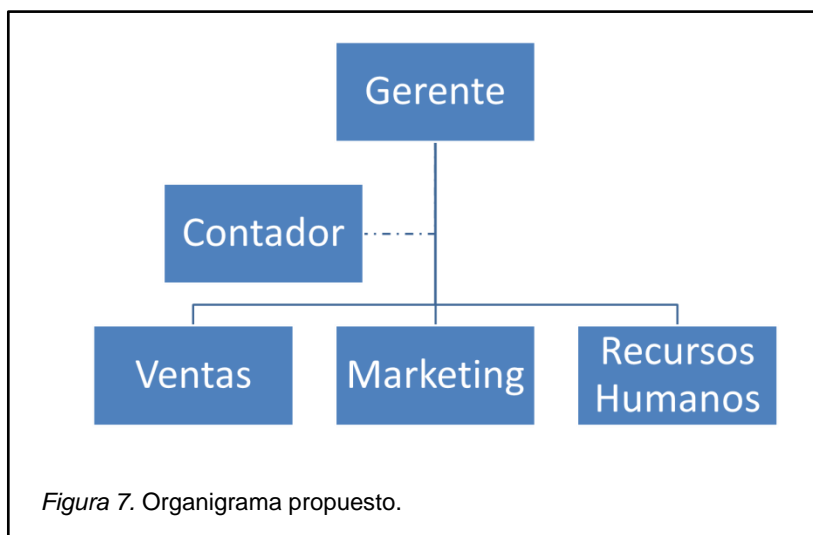 Gerente
Contador
Ventas
Marketing
Recursos
Humanos
Figura 7. Organigrama propuesto.